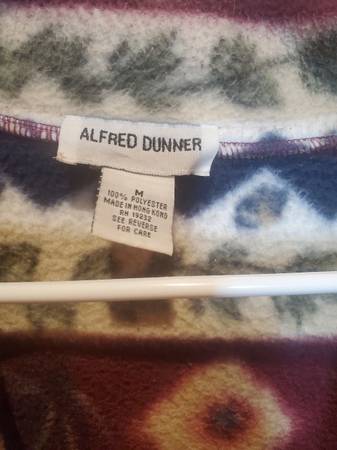 ALFRED DUNNER
M
100% POLYESTER
MADE IN HONG KONG
RN 19232
SEE REVERSE
FOR CARE